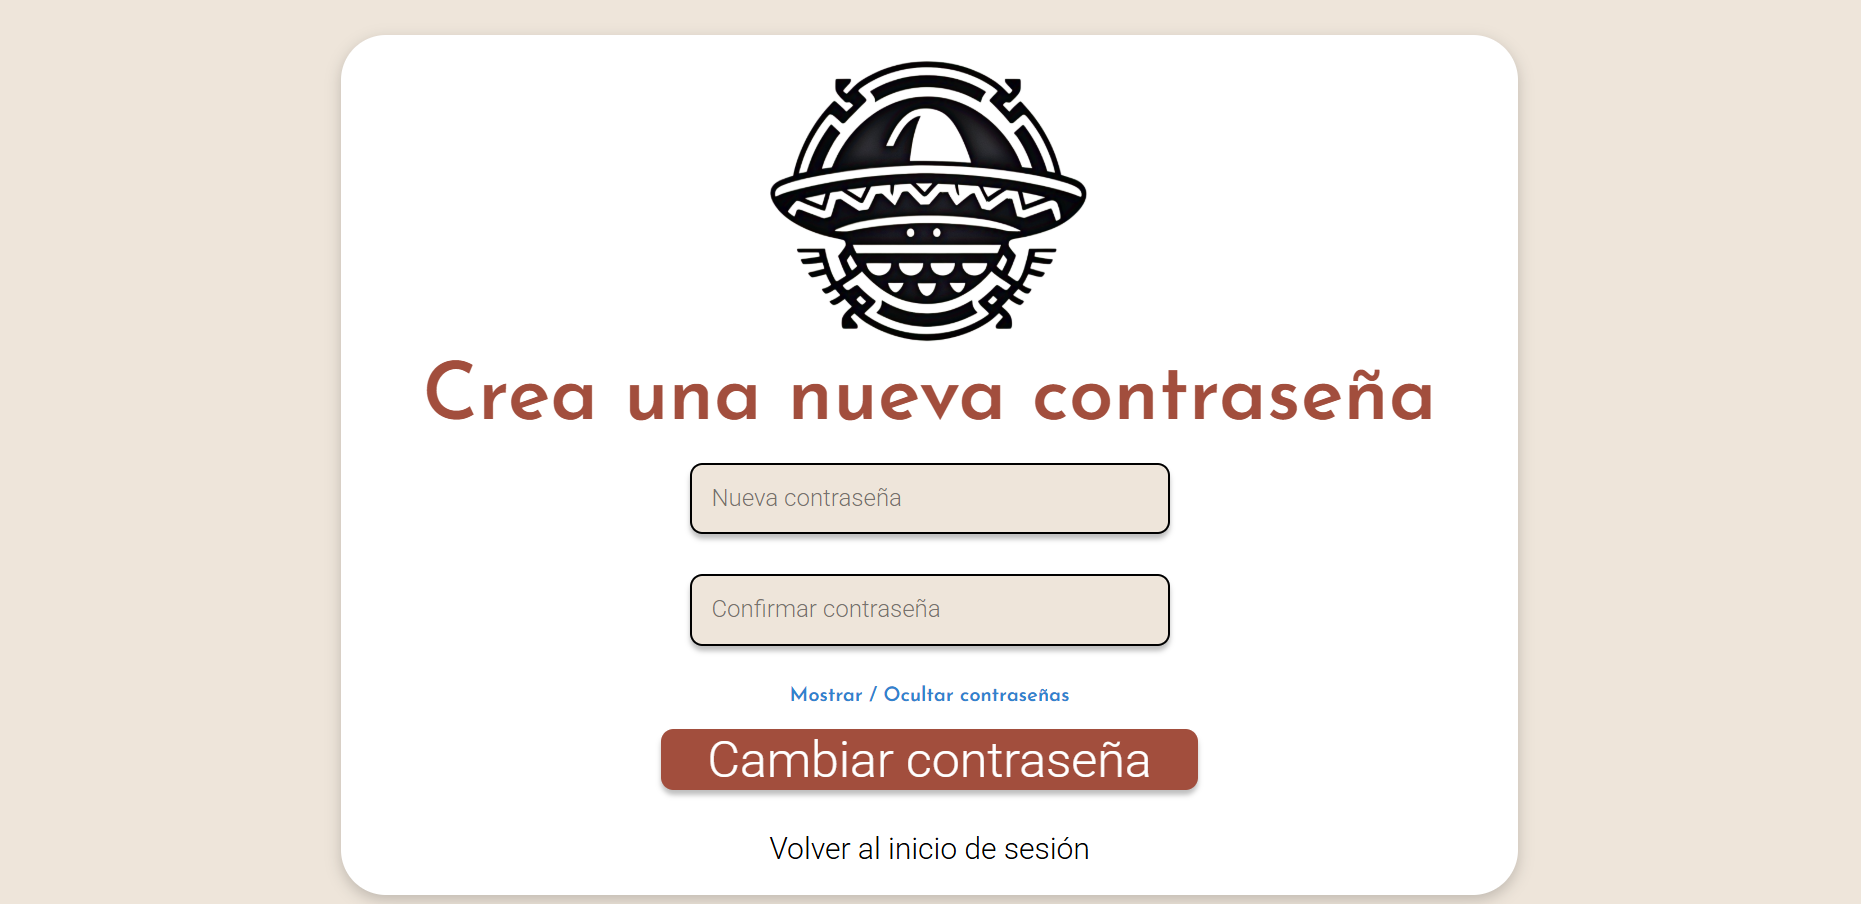 Crea una nueva contraseña
Nueva contraseña
Confirmar contraseña
Mostrar / Ocultar contraseñas
Cambiar contraseña
Volver al inicio de sesión